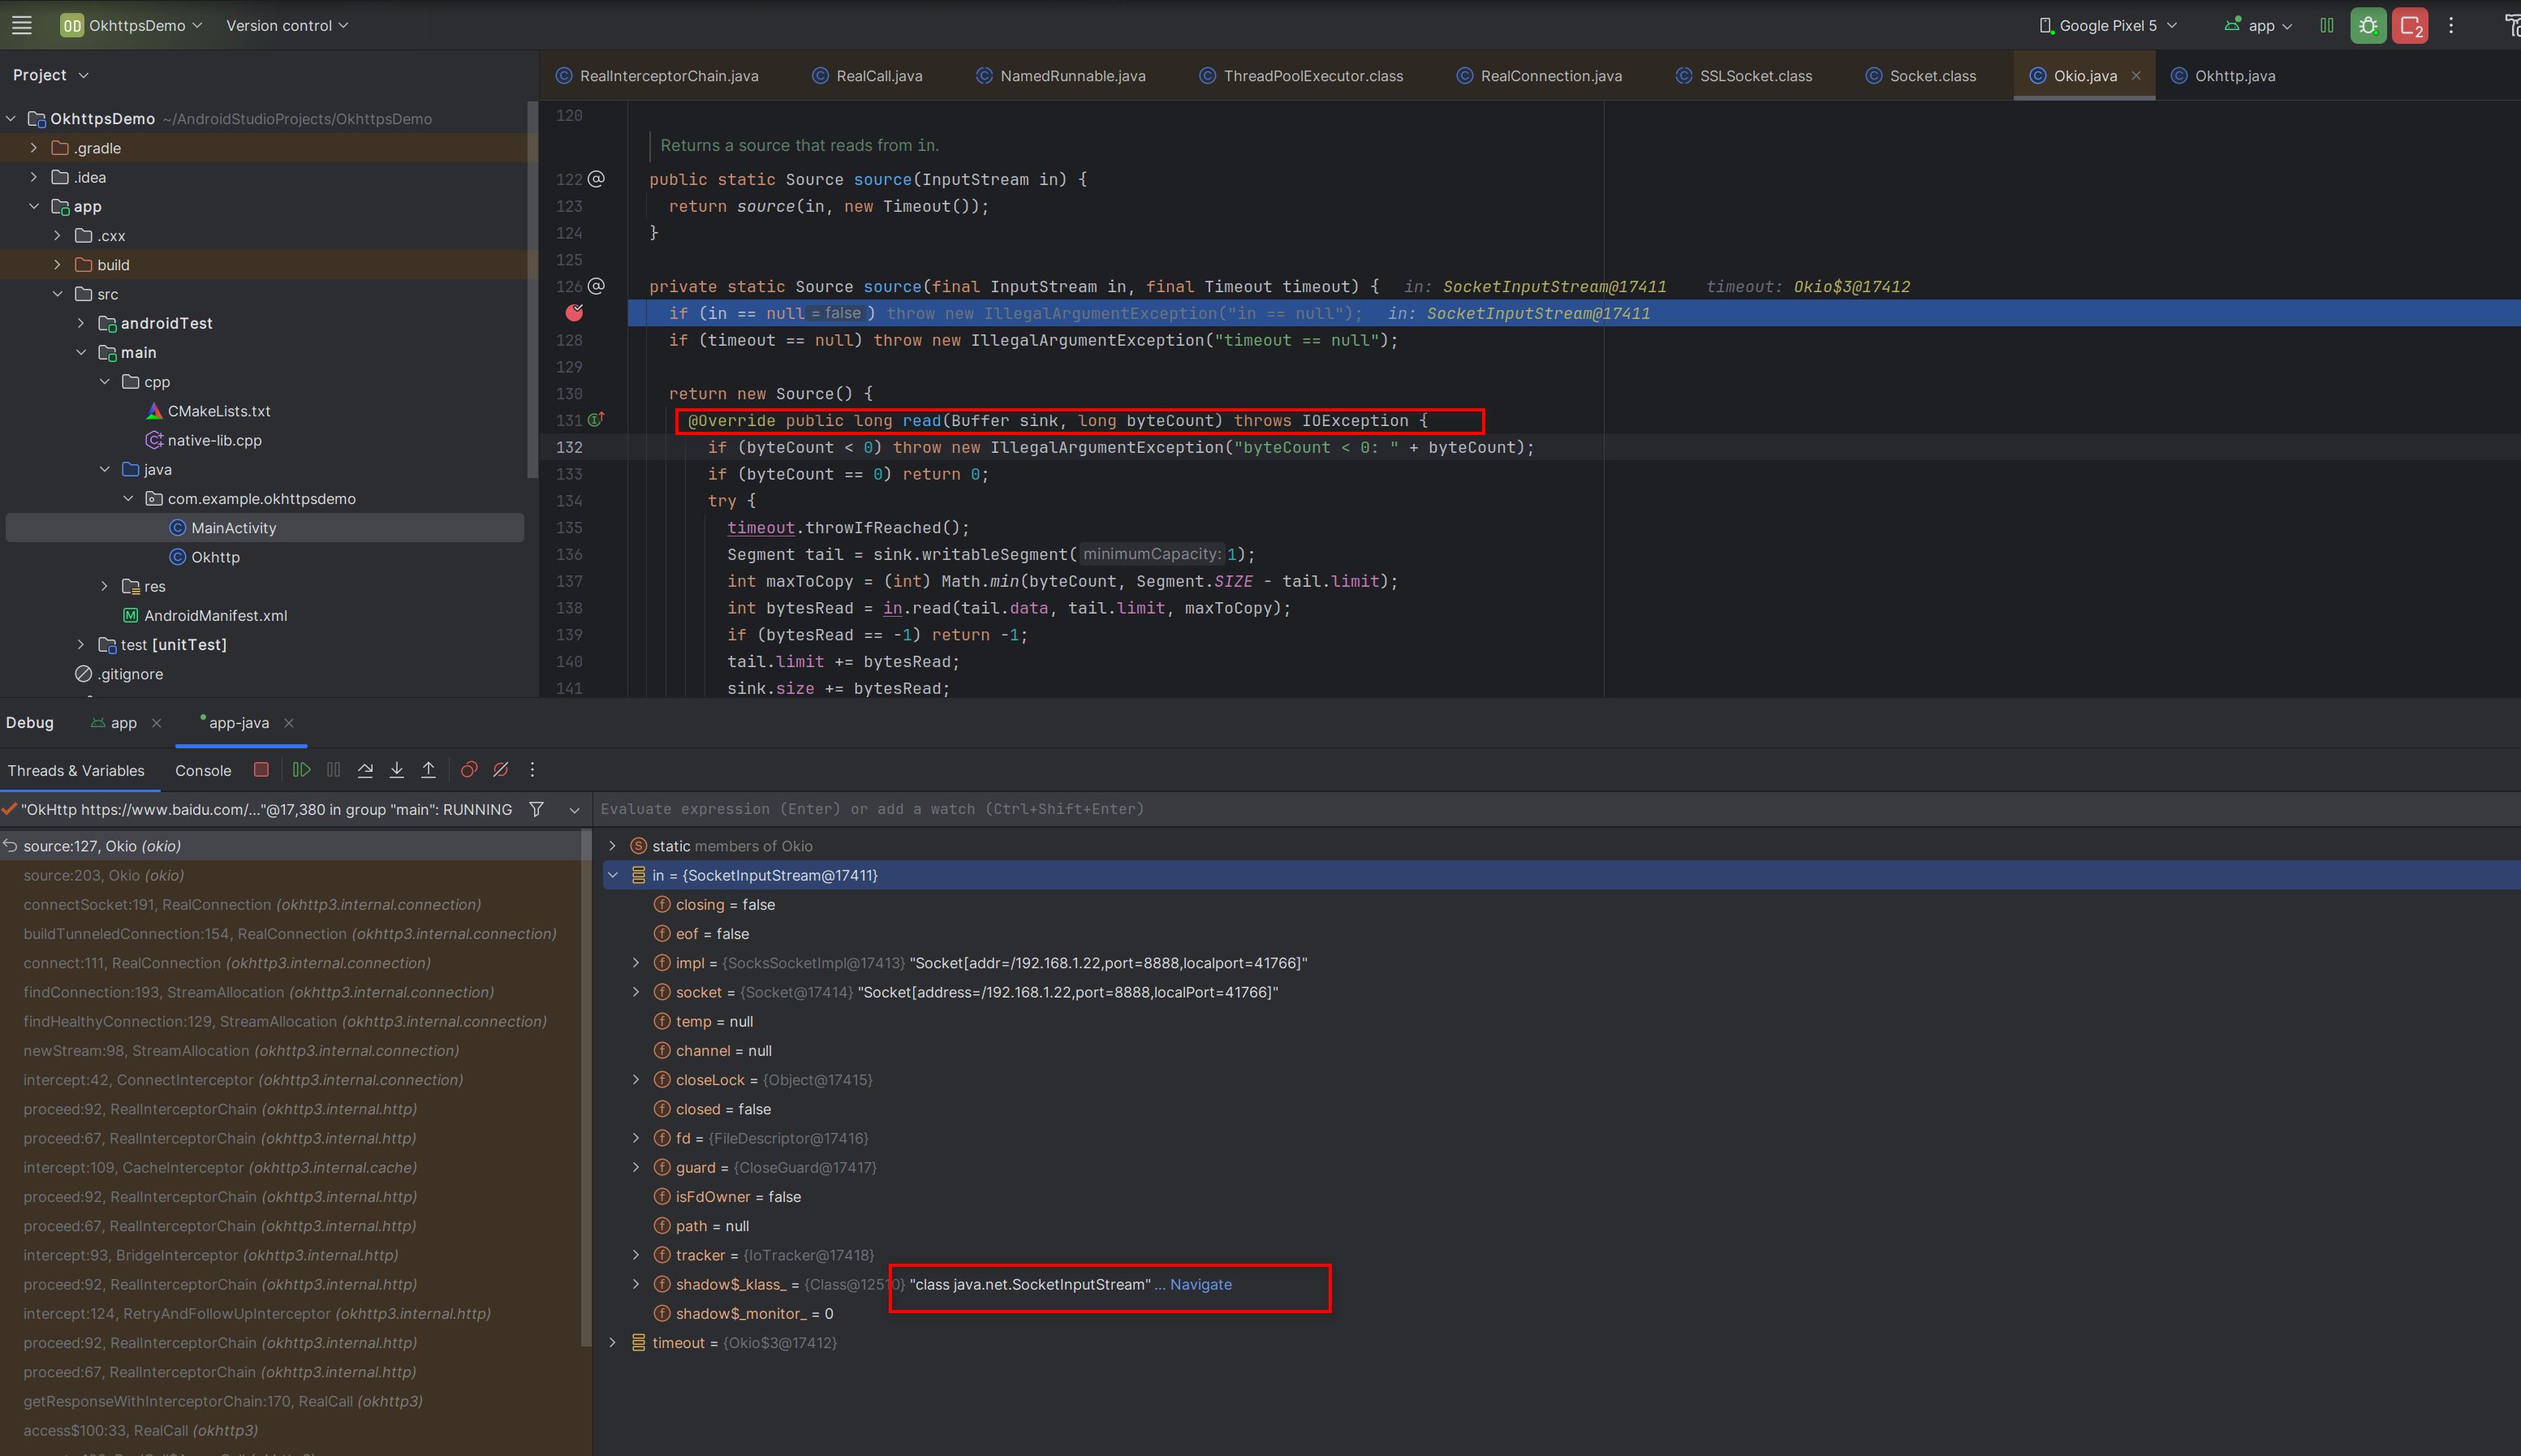 OD OkhttpsDemo Version control Google Pixel 5 app 2
Project
RealInterceptorChain.java RealCall.java NamedRunnable.java ThreadPoolExecutor.class RealConnection.java SSLSocket.class Socket.class Okio.java Okhttp.java
OkhttpsDemo ~/AndroidStudioProjects/OkhttpsDemo
.gradle
.idea
app
.cxx
build
src
androidTest
main
cpp
CMakeLists.txt
native-lib.cpp
java
com.example.okhttpsdemo
MainActivity
Okhttp
res
AndroidManifest.xml
test [unitTest]
.gitignore
120
Returns a source that reads from in.
122 @ public static Source source(InputStream in) {
123 return source(in, new Timeout());
124 }
125
126 @ private static Source source(final InputStream in, final Timeout timeout) { in: SocketInputStream@17411 timeout: Okio$3@17412
if (in == null = false ) throw new IllegalArgumentException("in == null"); in: SocketInputStream@17411
128 if (timeout == null) throw new IllegalArgumentException("timeout == null");
129
130 return new Source() {
131 @Override public long read(Buffer sink, long byteCount) throws IOException {
132 if (byteCount < 0) throw new IllegalArgumentException("byteCount < 0: " + byteCount);
133 if (byteCount == 0) return 0;
134 try {
135 timeout.throwIfReached();
136 Segment tail = sink.writableSegment( minimumCapacity: 1);
137 int maxToCopy = (int) Math.min(byteCount, Segment.SIZE - tail.limit);
138 int bytesRead = in.read(tail.data, tail.limit, maxToCopy);
139 if (bytesRead == -1) return -1;
140 tail.limit += bytesRead;
141 sink.size += bytesRead;
Debug app app-java
Threads & Variables Console
"OkHttp https://www.baidu.com/..."@17,380 in group "main": RUNNING
source:127, Okio (okio)
source:203, Okio (okio)
connectSocket:191, RealConnection (okhttp3.internal.connection)
buildTunneledConnection:154, RealConnection (okhttp3.internal.connection)
connect:111, RealConnection (okhttp3.internal.connection)
findConnection:193, StreamAllocation (okhttp3.internal.connection)
findHealthyConnection:129, StreamAllocation (okhttp3.internal.connection)
newStream:98, StreamAllocation (okhttp3.internal.connection)
intercept:42, ConnectInterceptor (okhttp3.internal.connection)
proceed:92, RealInterceptorChain (okhttp3.internal.http)
proceed:67, RealInterceptorChain (okhttp3.internal.http)
intercept:109, CacheInterceptor (okhttp3.internal.cache)
proceed:92, RealInterceptorChain (okhttp3.internal.http)
proceed:67, RealInterceptorChain (okhttp3.internal.http)
intercept:93, BridgeInterceptor (okhttp3.internal.http)
proceed:92, RealInterceptorChain (okhttp3.internal.http)
intercept:124, RetryAndFollowUpInterceptor (okhttp3.internal.http)
proceed:92, RealInterceptorChain (okhttp3.internal.http)
proceed:67, RealInterceptorChain (okhttp3.internal.http)
getResponseWithInterceptorChain:170, RealCall (okhttp3)
access$100:33, RealCall (okhttp3)
Evaluate expression (Enter) or add a watch (Ctrl+Shift+Enter)
static members of Okio
in = {SocketInputStream@17411}
closing = false
eof = false
impl = {SocksSocketImpl@17413} "Socket[addr=/192.168.1.22,port=8888,localport=41766]"
socket = {Socket@17414} "Socket[address=/192.168.1.22,port=8888,localPort=41766]"
temp = null
channel = null
closeLock = {Object@17415}
closed = false
fd = {FileDescriptor@17416}
guard = {CloseGuard@17417}
isFdOwner = false
path = null
tracker = {IoTracker@17418}
shadow$_klass_ = {Class@12510} "class java.net.SocketInputStream" ... Navigate
shadow$_monitor_ = 0
timeout = {Okio$3@17412}